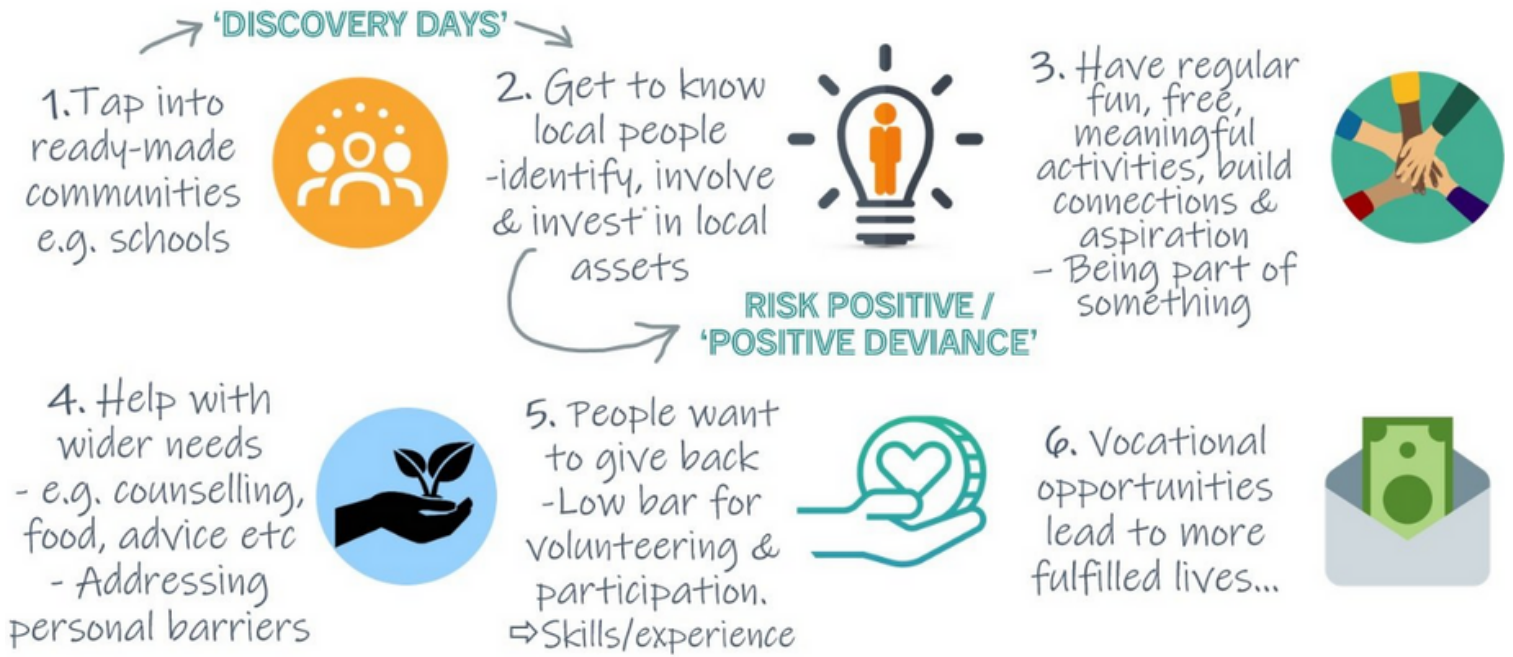 'DISCOVERY DAYS'
1. Tap into
ready-made
communities
e.g. schools
2. Get to know
local people
-identify, involve
& invest in local
assets
RISK POSITIVE /
'POSITIVE DEVIANCE'
3. Have regular
fun, free,
meaningful
activities, build
connections &
aspiration
- Being part of
something
4. Help with
wider needs
- e.g. counselling,
food, advice etc
- Addressing
personal barriers
5. People want
to give back
-Low bar for
volunteering &
participation.
⇨Skills/experience
6. Vocational
opportunities
lead to more
fulfilled lives...